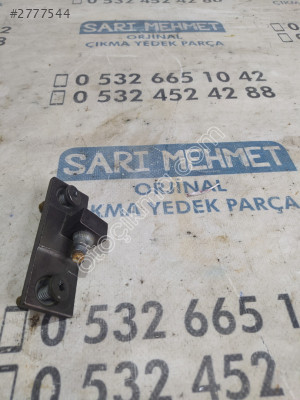 #2777544
SARI MEHMET
ORJİNAL
ÇIKMA YEDEK PARÇA
0 532 665 10 42
0 532 452 42 88
SARI MEHMET
ORJİNAL
ÇIKMA YEDEK PARÇA
0 532 665 1
0 532 452